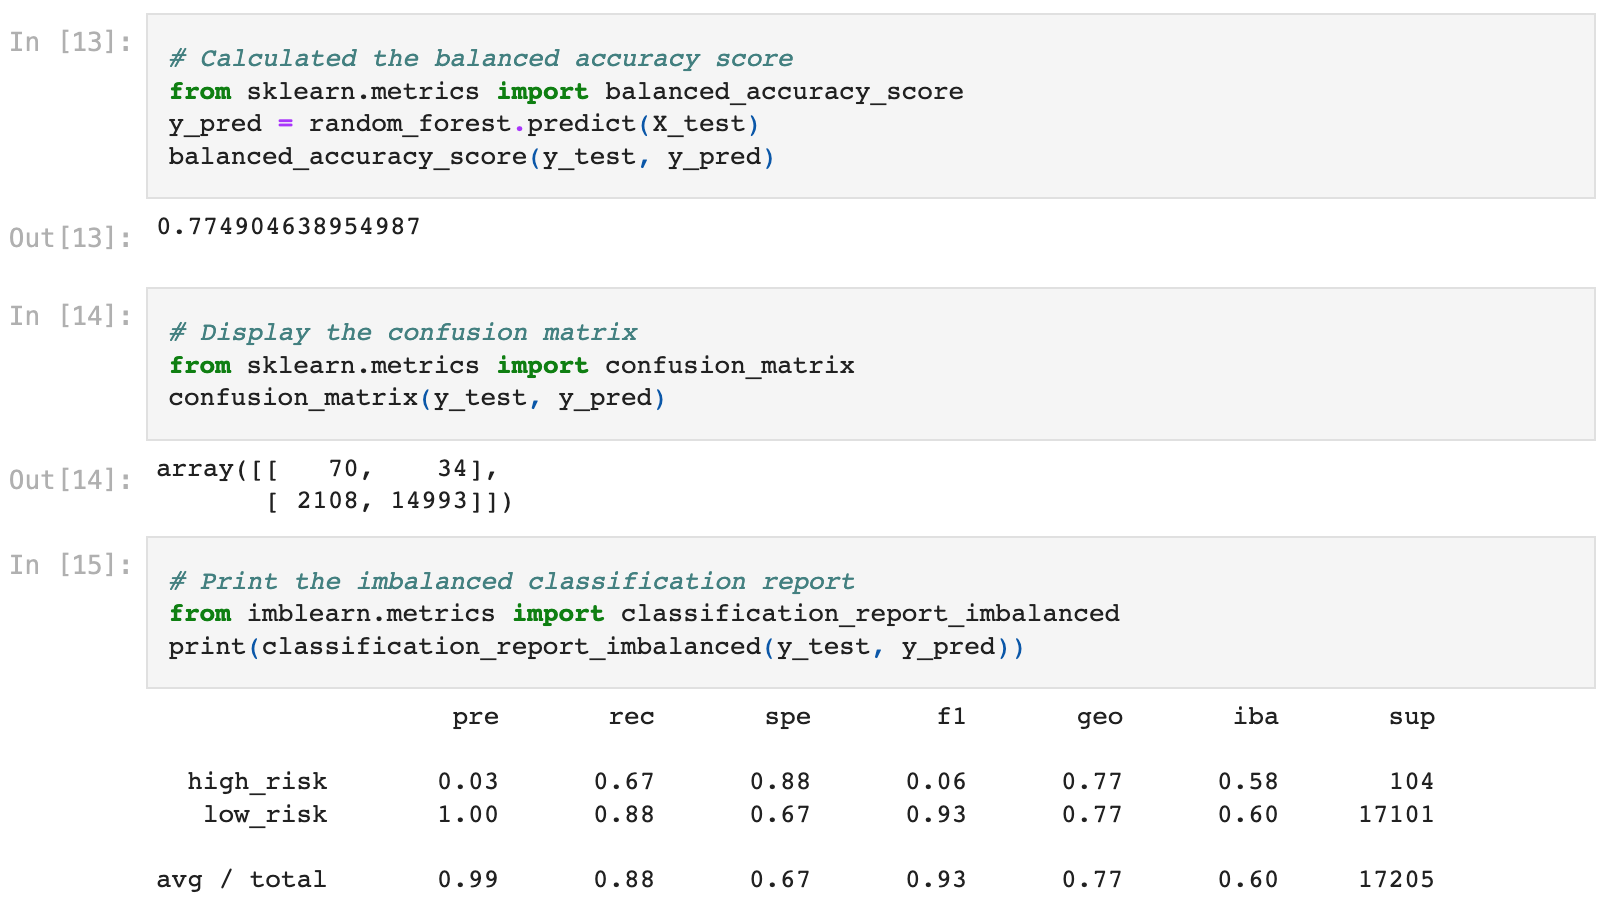 In [13]:
# Calculated the balanced accuracy score
from sklearn.metrics import balanced_accuracy_score
y_pred = random_forest.predict(X_test)
balanced_accuracy_score(y_test, y_pred)
Out[13]: 0.774904638954987
In [14]:
# Display the confusion matrix
from sklearn.metrics import confusion_matrix
confusion_matrix(y_test, y_pred)
Out[14]: array([[   70,    34],
       [ 2108, 14993]])
In [15]:
# Print the imbalanced classification report
from imblearn.metrics import classification_report_imbalanced
print(classification_report_imbalanced(y_test, y_pred))
pre rec spe f1 geo iba sup
high_risk 0.03 0.67 0.88 0.06 0.77 0.58 104
low_risk 1.00 0.88 0.67 0.93 0.77 0.60 17101
avg / total 0.99 0.88 0.67 0.93 0.77 0.60 17205